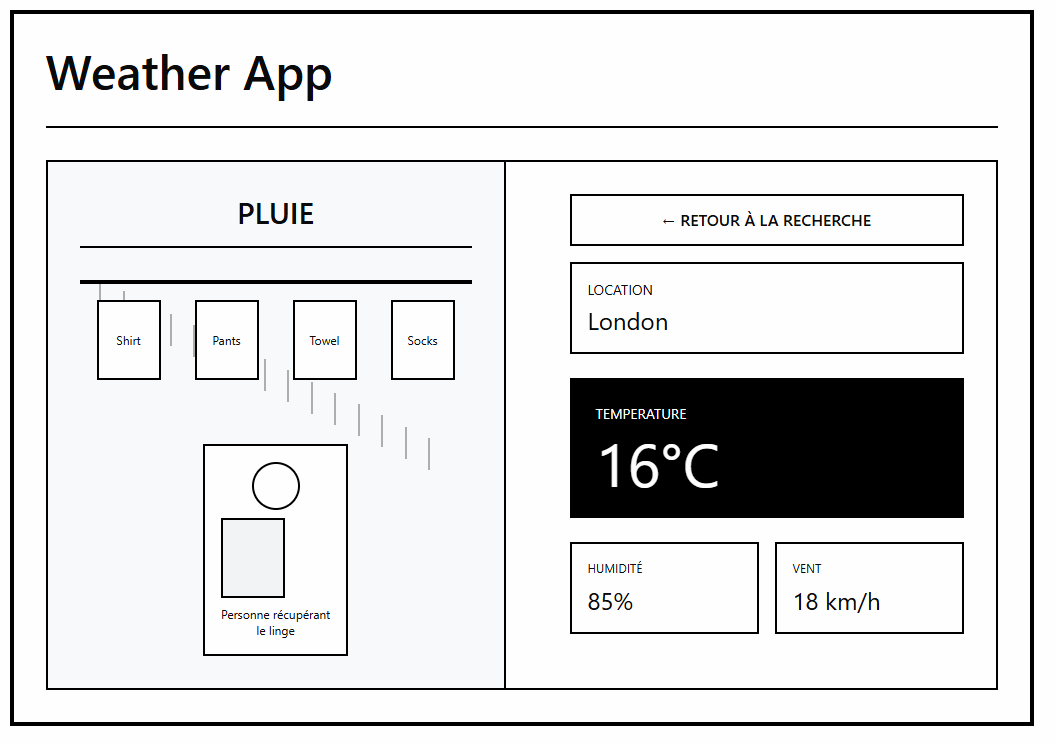 Weather App
PLUIE
Shirt
Pants
Towel
Socks
Personne récupérant
le linge
← RETOUR À LA RECHERCHE
LOCATION
London
TEMPERATURE
16°C
HUMIDITÉ
85%
VENT
18 km/h